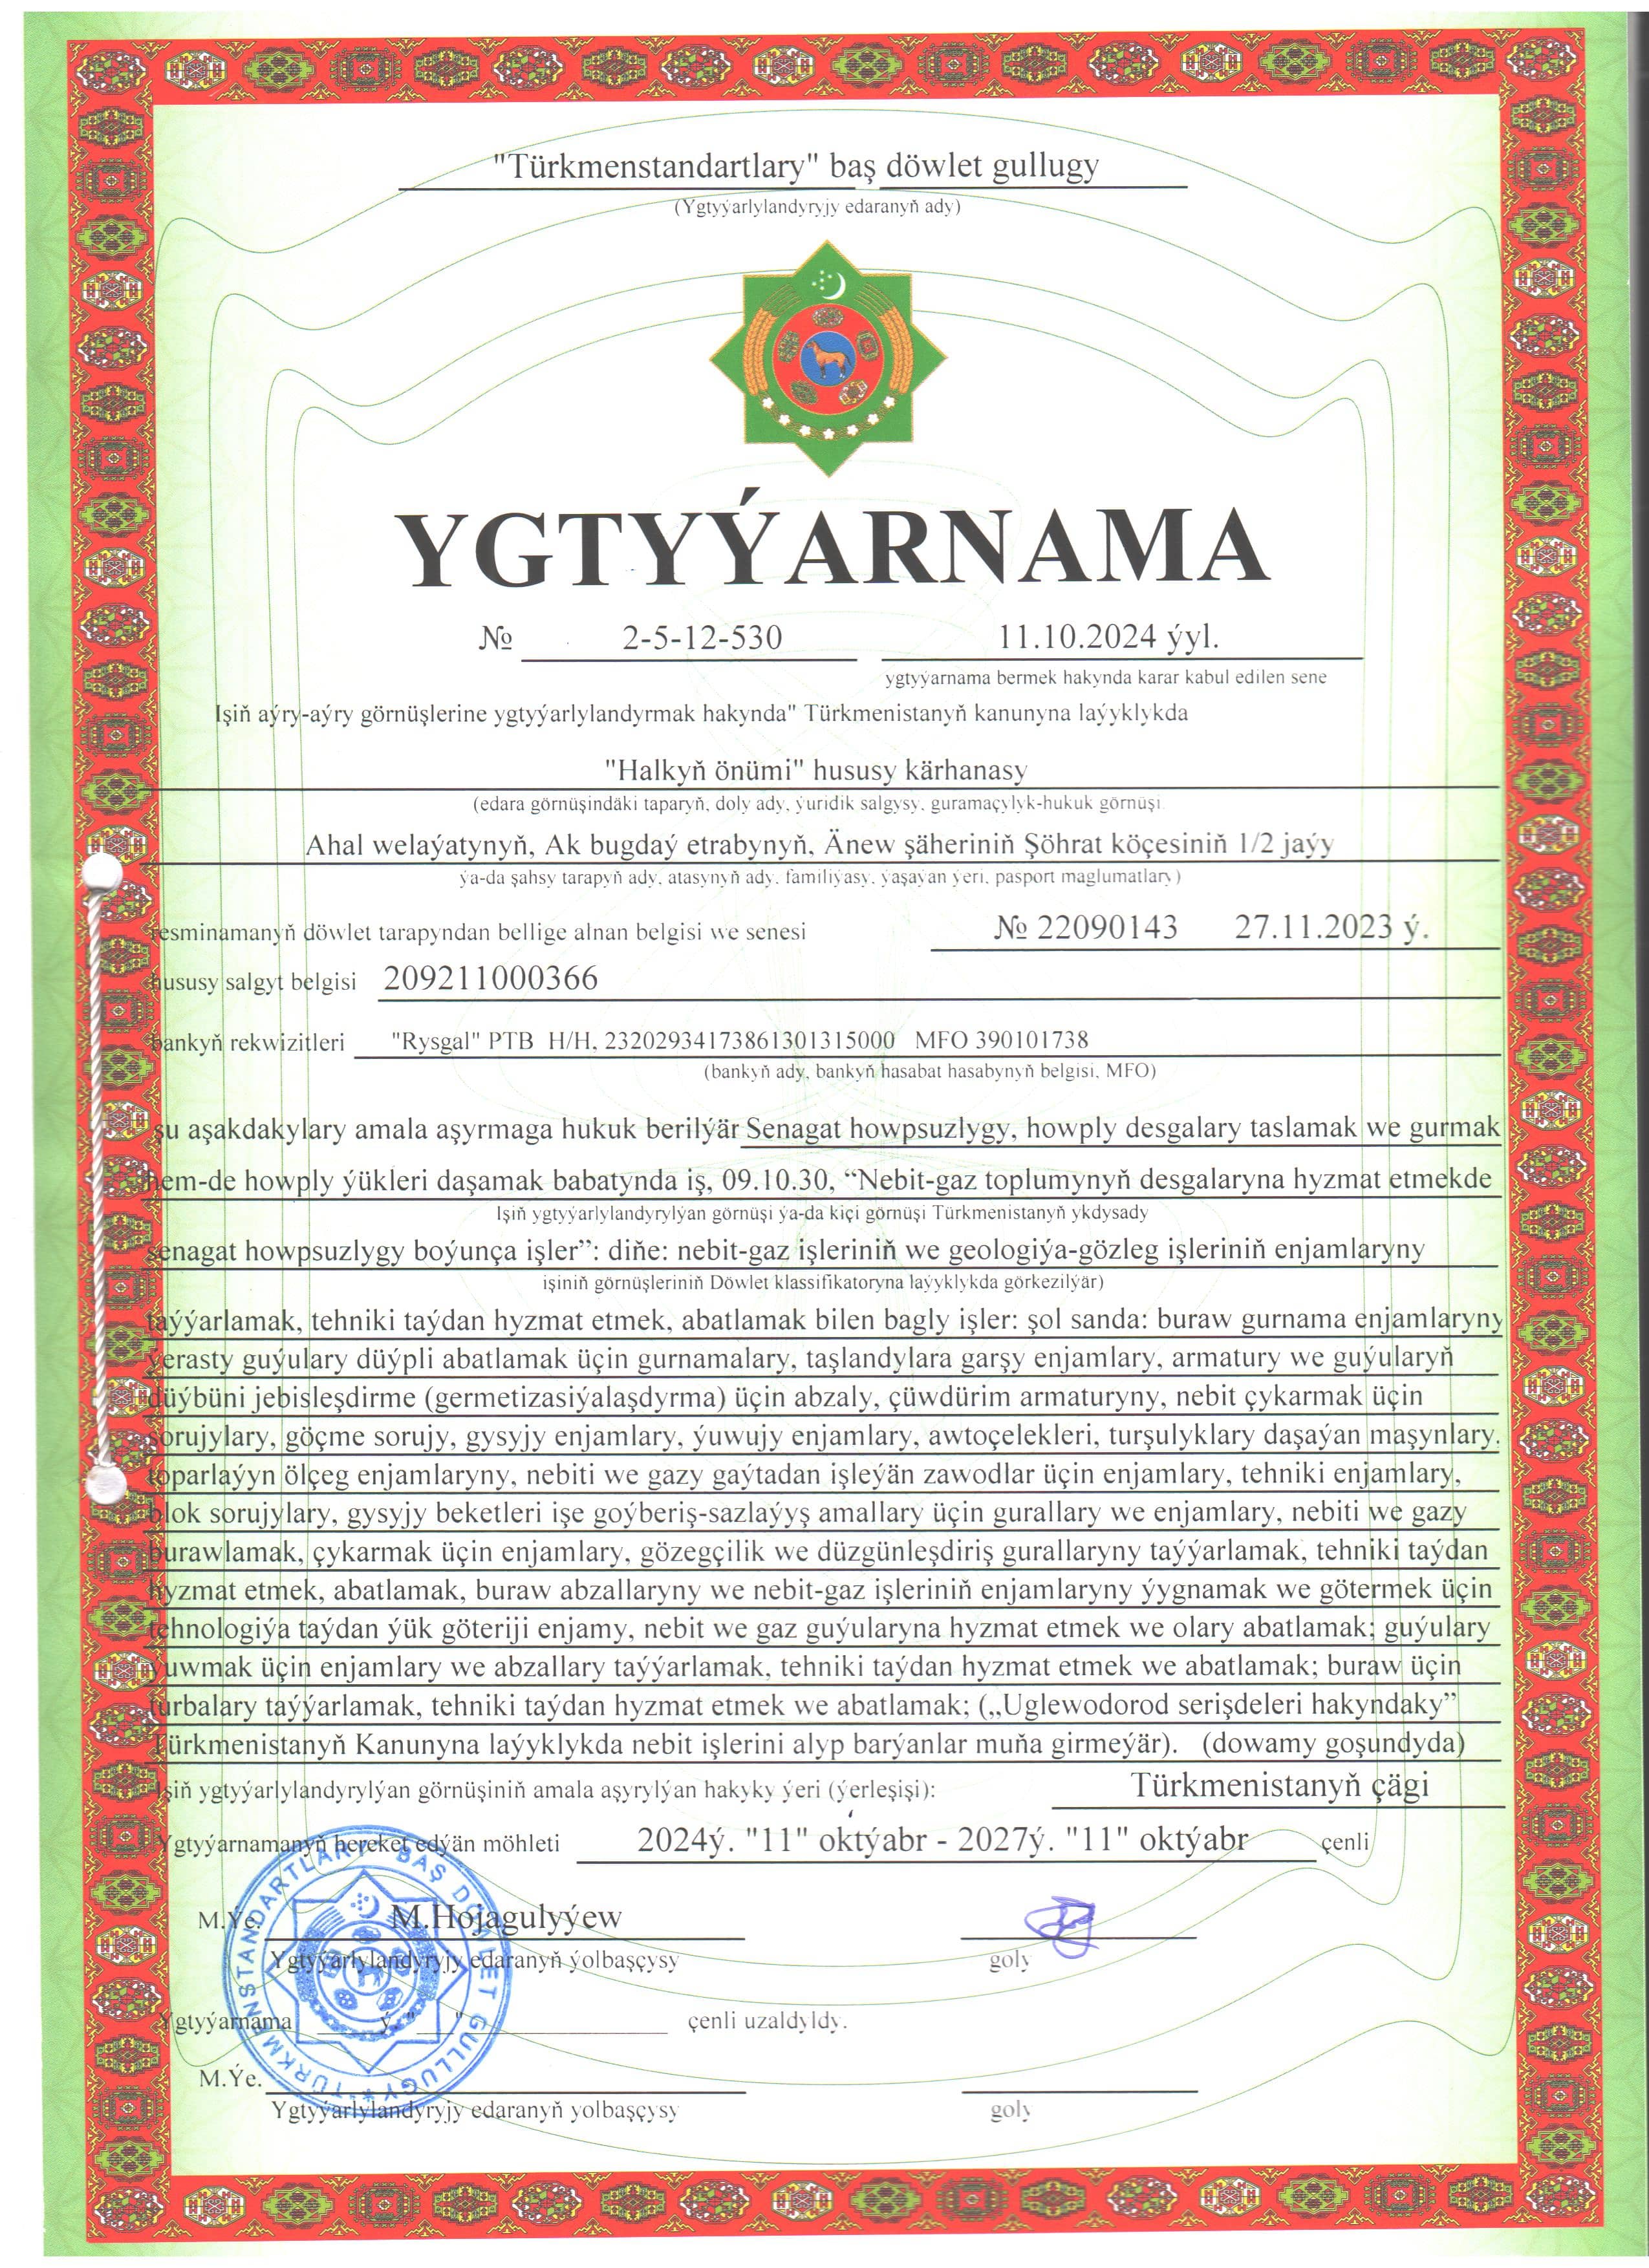 "Türkmenstandartlary" baş döwlet gullugy
(Ygtyýarlylandyryjy edaranyň ady)
YGTYÝARNAMA
№ 2-5-12-530 11.10.2024 ýyl.
ygtyýarnama bermek hakynda karar kabul edilen sene
Işiň aýry-aýry görnüşlerine ygtyýarlylandyrmak hakynda" Türkmenistanyň kanunyna laýyklykda
"Halkyň önümi" hususy kärhanasy
(edara görnüşindäki taparyň, doly ady, ýuridik salgysy, guramaçylyk-hukuk görnüşi
Ahal welaýatynyň, Ak bugdaý etrabynyň, Änew şäheriniň Şöhrat köçesiniň 1/2 jaýy
ýa-da şahsy tarapyň ady, atasynyň ady, familiýasy, ýaşaýan ýeri, pasport maglumatlary)
resminamanyň döwlet tarapyndan bellige alnan belgisi we senesi № 22090143 27.11.2023 ý.
hususy salgyt belgisi 209211000366
bankyň rekwizitleri "Rysgal" PTB H/H, 23202934173861301315000 MFO 390101738
(bankyň ady, bankyň hasabat hasabynyň belgisi, MFO)
şu aşakdakylary amala aşyrmaga hukuk berilýär Senagat howpsuzlygy, howply desgalary taslamak we gurmak
hem-de howply ýükleri daşamak babatynda iş, 09.10.30, “Nebit-gaz toplumynyň desgalaryna hyzmat etmekde
Işiň ygtyýarlylandyrylýan görnüşi ýa-da kiçi görnüşi Türkmenistanyň ykdysady
senagat howpsuzlygy boýunça işler”: diňe: nebit-gaz işleriniň we geologiýa-gözleg işleriniň enjamlaryny
işiniň görnüşleriniň Döwlet klassifikatoryna laýyklykda görkezilýär)
taýýarlamak, tehniki taýdan hyzmat etmek, abatlamak bilen bagly işler: şol sanda: buraw gurnama enjamlaryny
ýerasty guýulary düýpli abatlamak üçin gurnamalary, taşlandylara garşy enjamlary, armatury we guýularyň
düýbüni jebisleşdirme (germetizasiýalaşdyrma) üçin abzaly, çüwdürim armaturyny, nebit çykarmak üçin
sorujylary, göçme sorujy, gysyjy enjamlary, ýuwujy enjamlary, awtoçelekleri, turşulyklary daşaýan maşynlary,
toparlaýyn ölçeg enjamlaryny, nebiti we gazy gaýtadan işleýän zawodlar üçin enjamlary, tehniki enjamlary,
blok sorujylary, gysyjy beketleri işe goýberiş-sazlaýyş amallary üçin gurallary we enjamlary, nebiti we gazy
burawlamak, çykarmak üçin enjamlary, gözegçilik we düzgünleşdiriş gurallaryny taýýarlamak, tehniki taýdan
hyzmat etmek, abatlamak, buraw abzallaryny we nebit-gaz işleriniň enjamlaryny ýygnamak we götermek üçin
tehnologiýa taýdan ýük göteriji enjamy, nebit we gaz guýularyna hyzmat etmek we olary abatlamak; guýulary
ýuwmak üçin enjamlary we abzallary taýýarlamak, tehniki taýdan hyzmat etmek we abatlamak; buraw üçin
turbalary taýýarlamak, tehniki taýdan hyzmat etmek we abatlamak; („Uglewodorod serişdeleri hakyndaky”
Türkmenistanyň Kanunyna laýyklykda nebit işlerini alyp barýanlar muňa girmeýär). (dowamy goşundyda)
Işiň ygtyýarlylandyrylýan görnüşiniň amala aşyrylýan hakyky ýeri (ýerleşişi): Türkmenistanyň çägi
Ygtyýarnamanyň hereket edýän möhleti 2024ý. "11" oktýabr - 2027ý. "11" oktýabr çenli
M.Ýe. M.Hojagulyýew
Ygtyýarlylandyryjy edaranyň ýolbaşçysy goly
Ygtyýarnama ____ý. "___" ____________ çenli uzaldyldy.
M.Ýe.
Ygtyýarlylandyryjy edaranyň yolbaşçysy goly
"TÜRKMENSTANDARTLARY" BAŞ DÖWLET GULLUGY